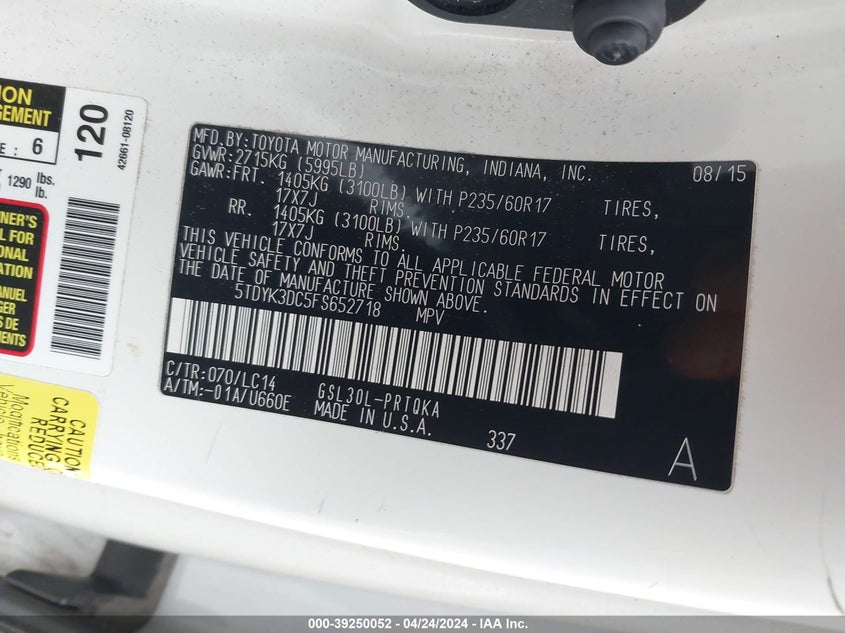 MFD.BY:TOYOTA MOTOR MANUFACTURING, INDIANA, INC. 08/15
GVWR:2715KG (5995LB)
GAWR:FRT. 1405KG (3100LB) WITH P235/60R17 TIRES,
17X7J RIMS,
RR. 1405KG (3100LB) WITH P235/60R17 TIRES,
17X7J RIMS.
THIS VEHICLE CONFORMS TO ALL APPLICABLE FEDERAL MOTOR
VEHICLE SAFETY AND THEFT PREVENTION STANDARDS IN EFFECT ON
THE DATE OF MANUFACTURE SHOWN ABOVE.
5TDYK3DC5FS652718 MPV
C/TR:070/LC14 GSL30L-PRTQKA
A/TM:-01A/U660E MADE IN U.S.A.
337
A
120
42661-08120
: 6
1290 lbs.
lb.
NER'S
FOR
CAUTION
CARRYING
Modifications
000-39250052 - 04/24/2024 - IAA Inc.